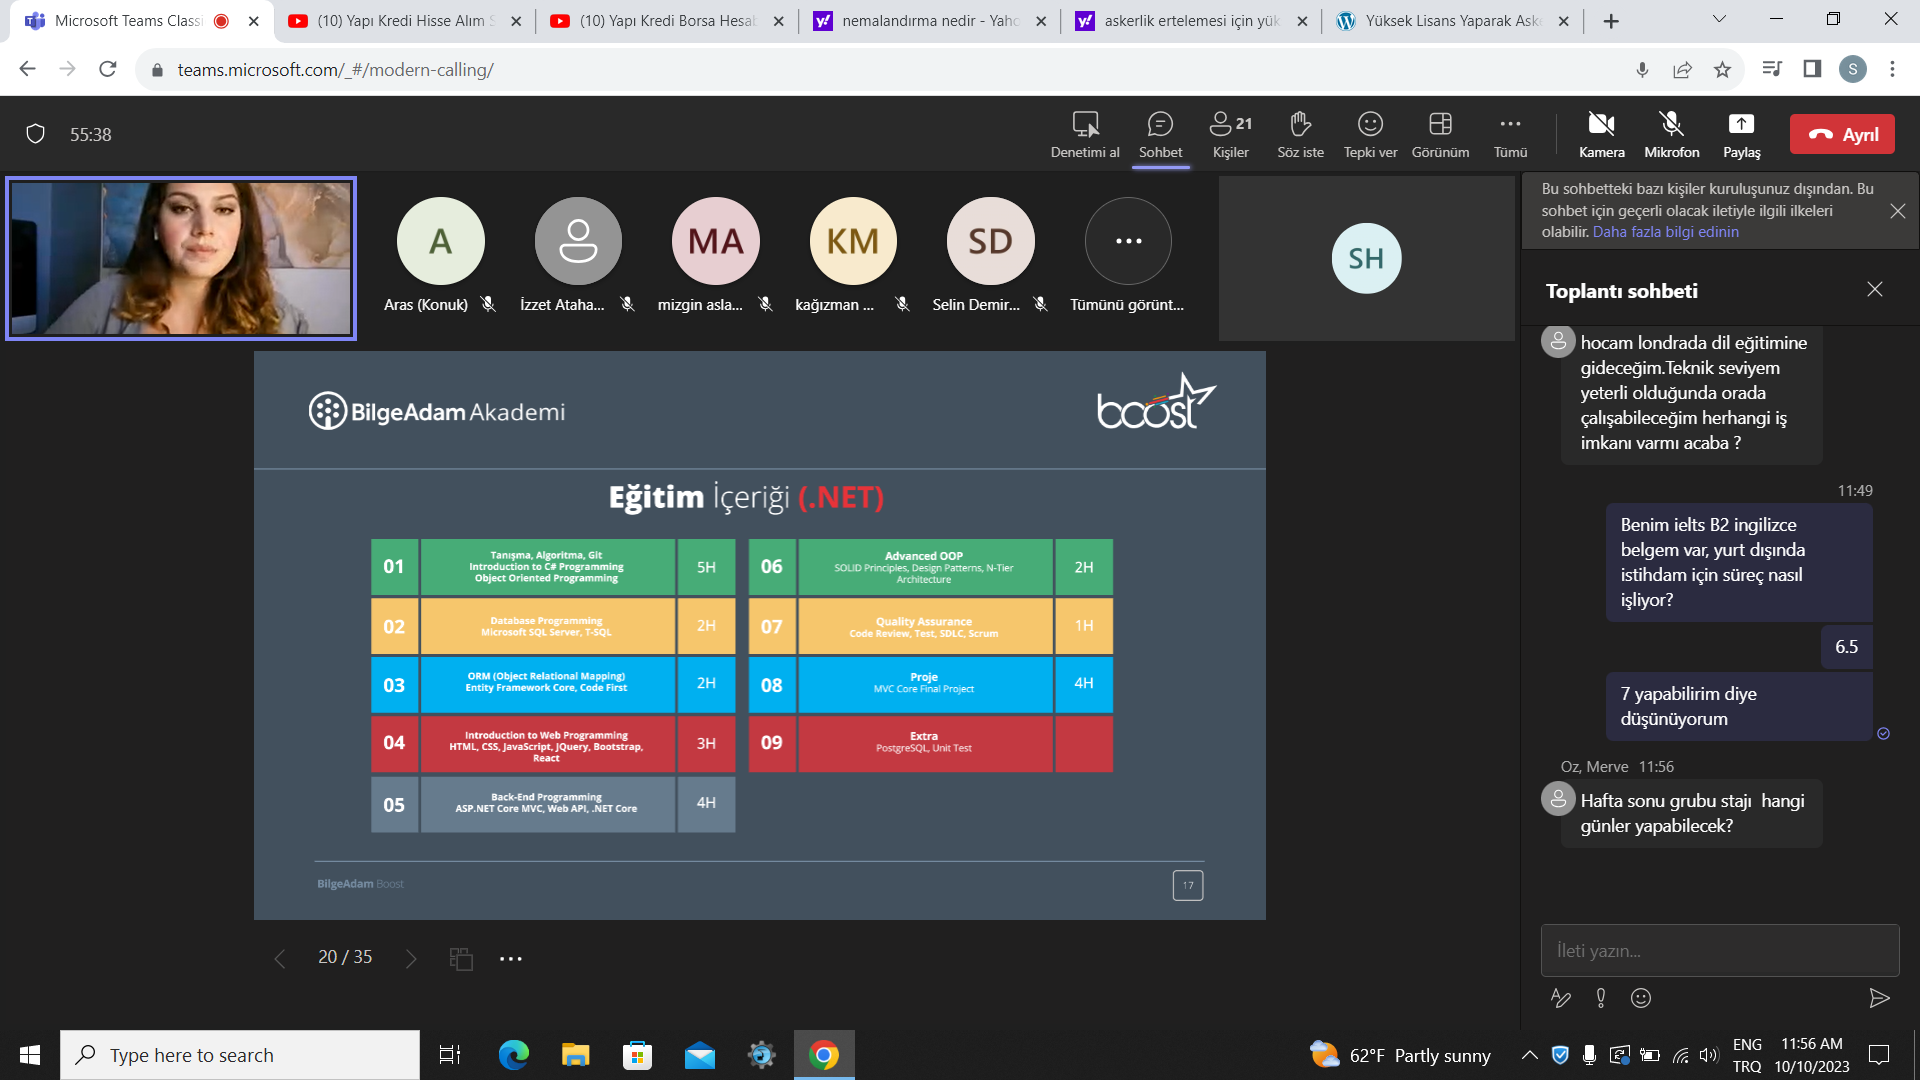 Microsoft Teams Classi
(10) Yapı Kredi Hisse Alım S
(10) Yapı Kredi Borsa Hesab
nemalandırma nedir - Yaho
askerlik ertelemesi için yük
Yüksek Lisans Yaparak Aske
teams.microsoft.com/_#/modern-calling/
S
55:38
Denetimi al
Sohbet
21
Kişiler
Söz iste
Tepki ver
Görünüm
Tümü
Kamera
Mikrofon
Paylaş
Ayrıl
A
Aras (Konuk)
İzzet Ataha...
MA
mizgin asla...
KM
kağızman ...
SD
Selin Demir...
Tümünü görünt...
SH
Bu sohbetteki bazı kişiler kuruluşunuz dışından. Bu
sohbet için geçerli olacak iletiyle ilgili ilkeleri
olabilir. Daha fazla bilgi edinin
Toplantı sohbeti
hocam londrada dil eğitimine
gideceğim.Teknik seviyem
yeterli olduğunda orada
çalışabileceğim herhangi iş
imkanı varmı acaba ?
11:49
Benim ielts B2 ingilizce
belgem var, yurt dışında
istihdam için süreç nasıl
işliyor?
6.5
7 yapabilirim diye
düşünüyorum
Oz, Merve 11:56
Hafta sonu grubu stajı hangi
günler yapabilecek?
İleti yazın...
BilgeAdam Akademi
boost
Eğitim İçeriği (.NET)
01
Tanışma, Algoritma, Git
Introduction to C# Programming
Object Oriented Programming
5H
02
Database Programming
Microsoft SQL Server, T-SQL
2H
03
ORM (Object Relational Mapping)
Entity Framework Core, Code First
2H
04
Introduction to Web Programming
HTML, CSS, JavaScript, JQuery, Bootstrap,
React
3H
05
Back-End Programming
ASP.NET Core MVC, Web API, .NET Core
4H
06
Advanced OOP
SOLID Principles, Design Patterns, N-Tier
Architecture
2H
07
Quality Assurance
Code Review, Test, SDLC, Scrum
1H
08
Proje
MVC Core Final Project
4H
09
Extra
PostgreSQL, Unit Test
BilgeAdam Boost
17
20 / 35
Type here to search
62°F Partly sunny
ENG
TRQ
11:56 AM
10/10/2023